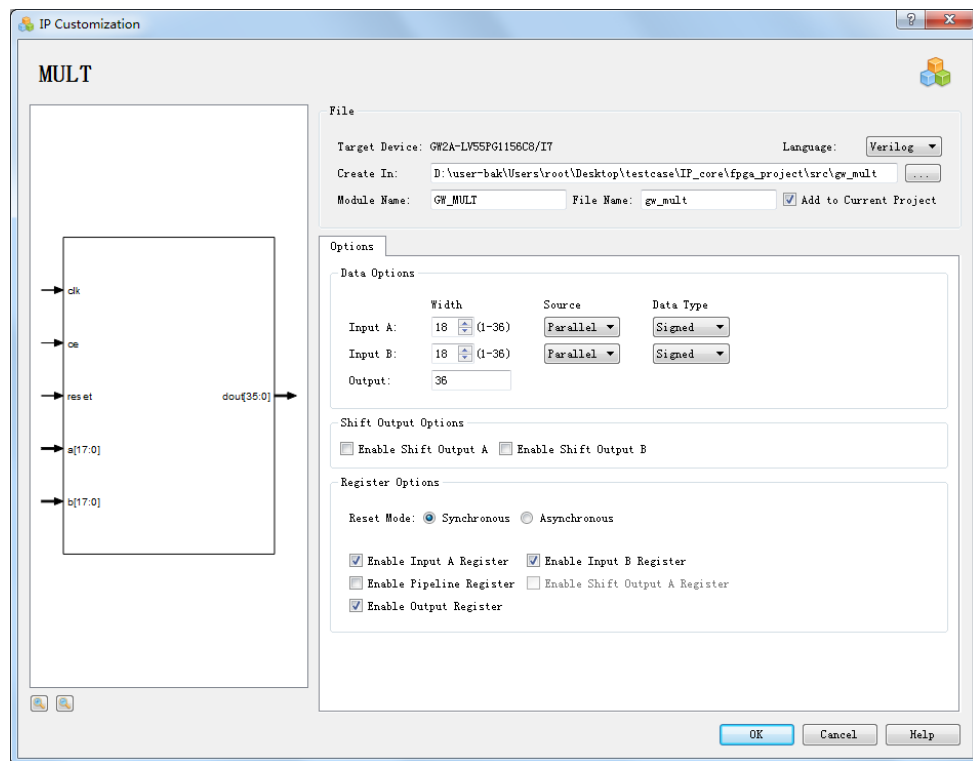 IP Customization
MULT
clk
ce
reset
a[17:0]
b[17:0]
dout[35:0]
File
Target Device: GW2A-LV55PG1156C8/I7 Language: Verilog
Create In: D:\user-bak\Users\root\Desktop\testcase\IP_core\fpga_project\src\gw_mult ...
Module Name: GW_MULT File Name: gw_mult Add to Current Project
Options
Data Options
Width Source Data Type
Input A: 18 (1-36) Parallel Signed
Input B: 18 (1-36) Parallel Signed
Output: 36
Shift Output Options
Enable Shift Output A Enable Shift Output B
Register Options
Reset Mode: Synchronous Asynchronous
Enable Input A Register Enable Input B Register
Enable Pipeline Register Enable Shift Output A Register
Enable Output Register
OK Cancel Help